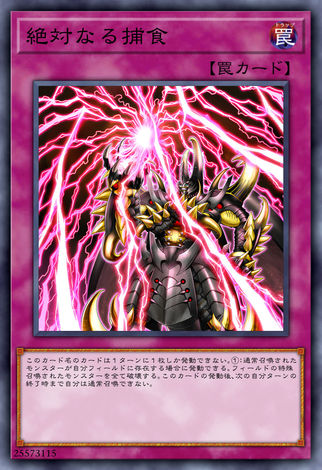 絶対なる捕食
トラップ
罠
【罠カード】
このカード名のカードは１ターンに１枚しか発動できない。①：通常召喚された
モンスターが自分フィールドに存在する場合に発動できる。フィールドの特殊
召喚されたモンスターを全て破壊する。このカードの発動後、次の自分ターンの
終了時まで自分は通常召喚できない。
25573115